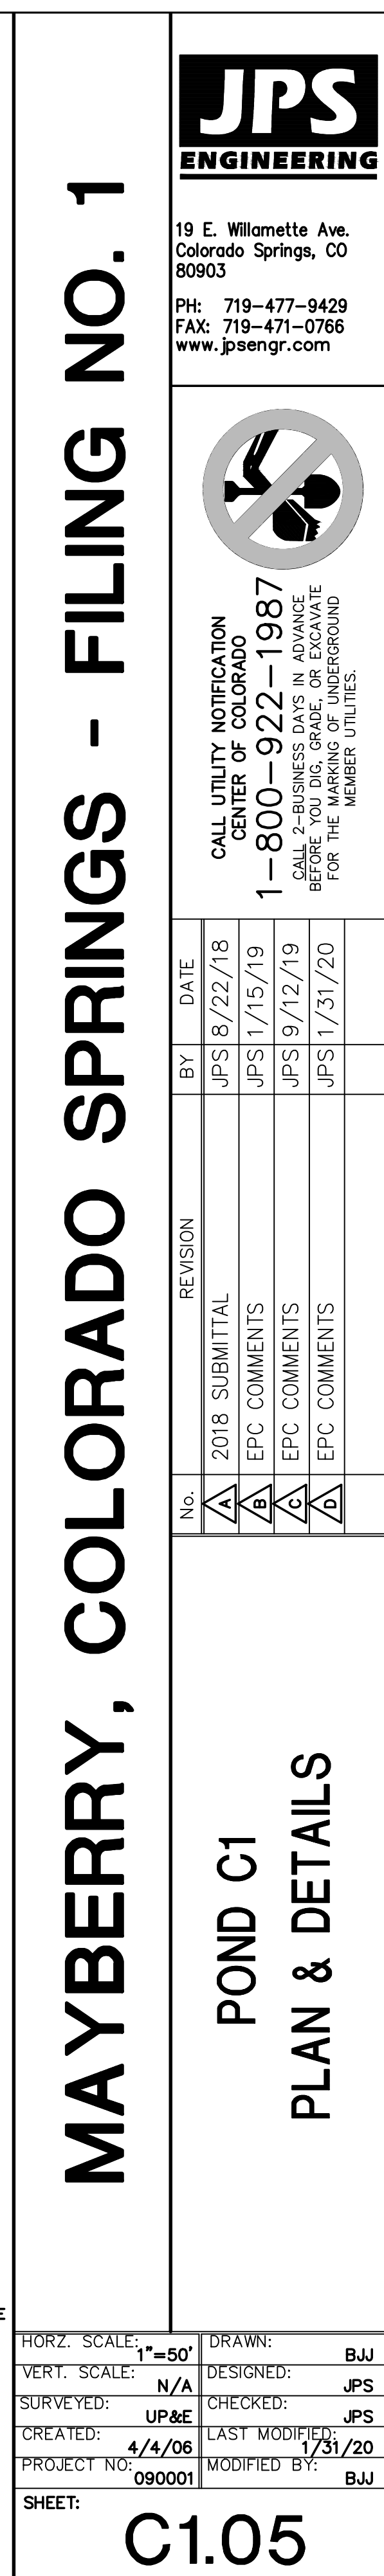 JPS
ENGINEERING
19 E. Willamette Ave.
Colorado Springs, CO
80903
PH: 719-477-9429
FAX: 719-471-0766
www.jpsengr.com
MAYBERRY, COLORADO SPRINGS - FILING NO. 1
CALL UTILITY NOTIFICATION
CENTER OF COLORADO
1-800-922-1987
CALL 2-BUSINESS DAYS IN ADVANCE
BEFORE YOU DIG, GRADE, OR EXCAVATE
FOR THE MARKING OF UNDERGROUND
MEMBER UTILITIES.
No. REVISION BY DATE
A 2018 SUBMITTAL JPS 8/22/18
B EPC COMMENTS JPS 1/15/19
C EPC COMMENTS JPS 9/12/19
D EPC COMMENTS JPS 1/31/20
POND C1
PLAN & DETAILS
E
HORZ. SCALE: 1"=50' DRAWN: BJJ
VERT. SCALE: N/A DESIGNED: JPS
SURVEYED: UP&E CHECKED: JPS
CREATED: 4/4/06 LAST MODIFIED: 1/31/20
PROJECT NO: 090001 MODIFIED BY: BJJ
SHEET:
C1.05